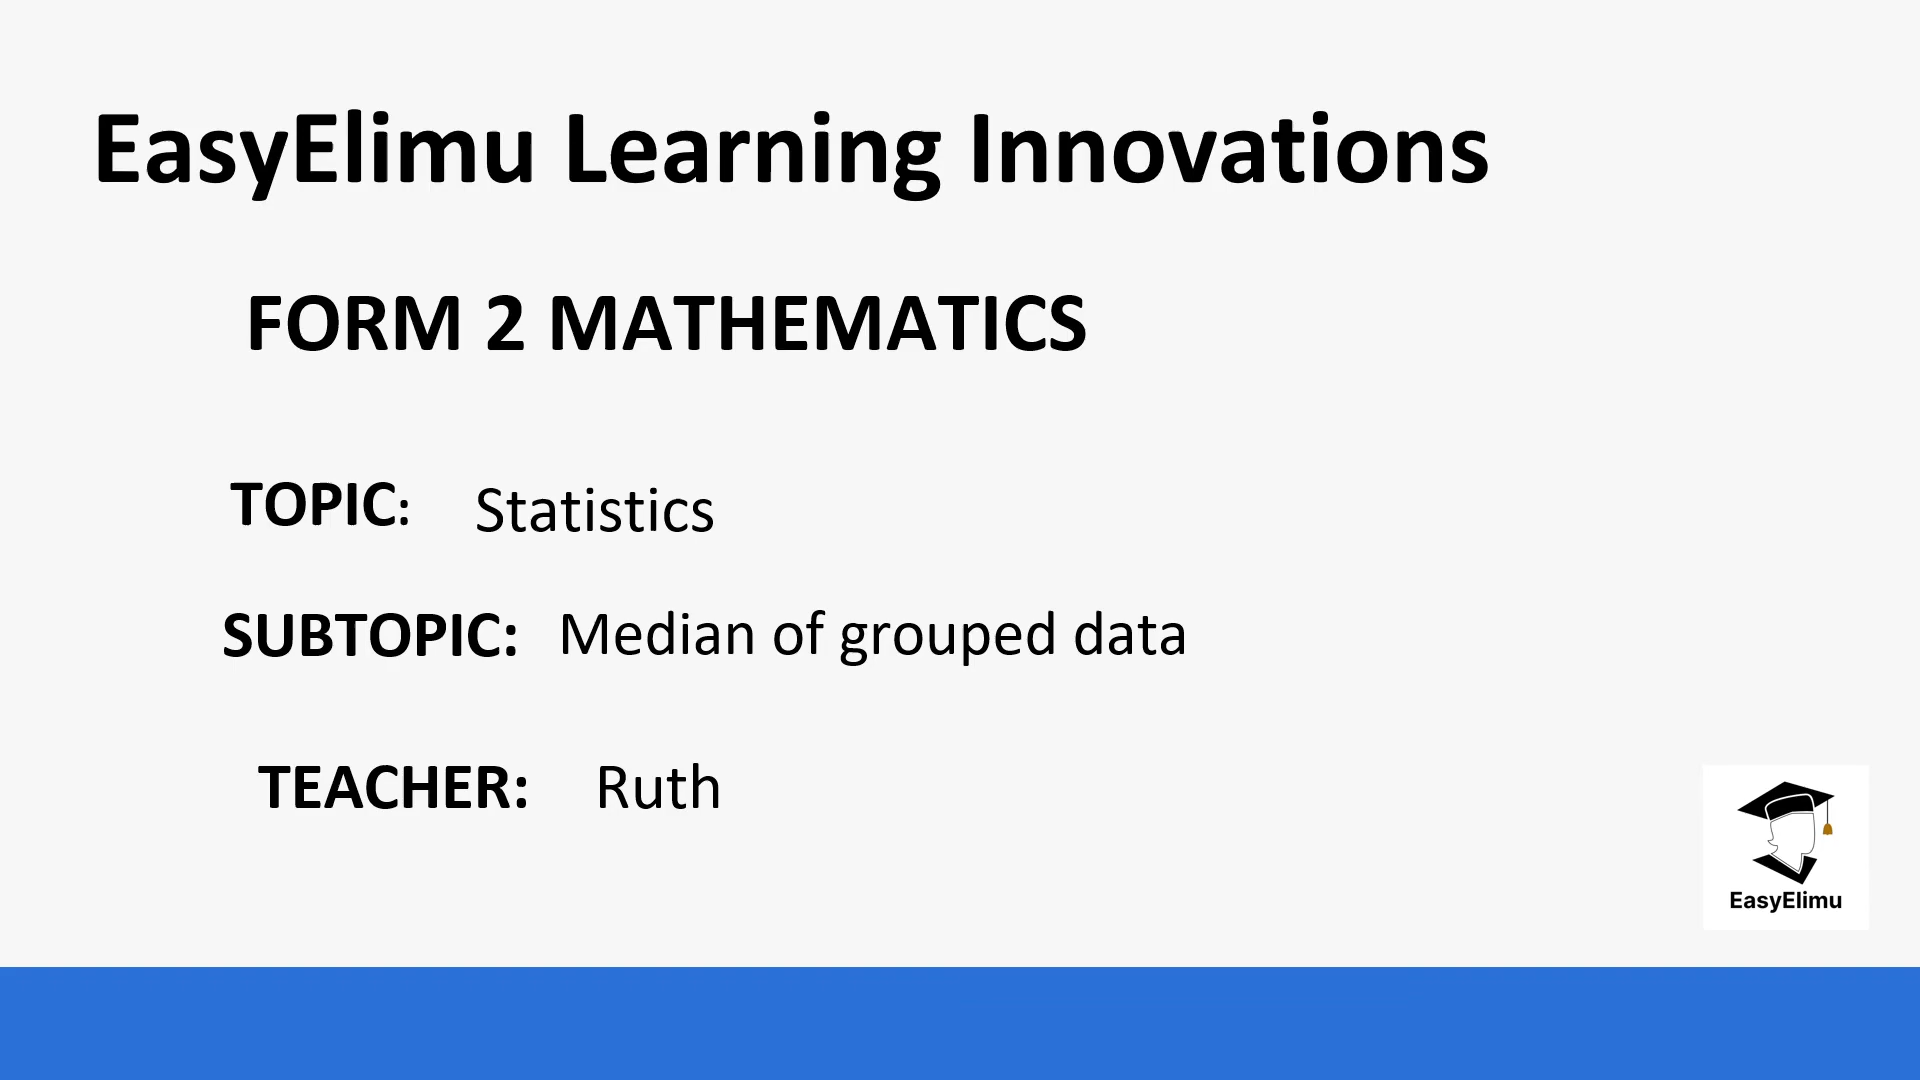 EasyElimu Learning Innovations
FORM 2 MATHEMATICS
TOPIC: Statistics
SUBTOPIC: Median of grouped data
TEACHER: Ruth
EasyElimu